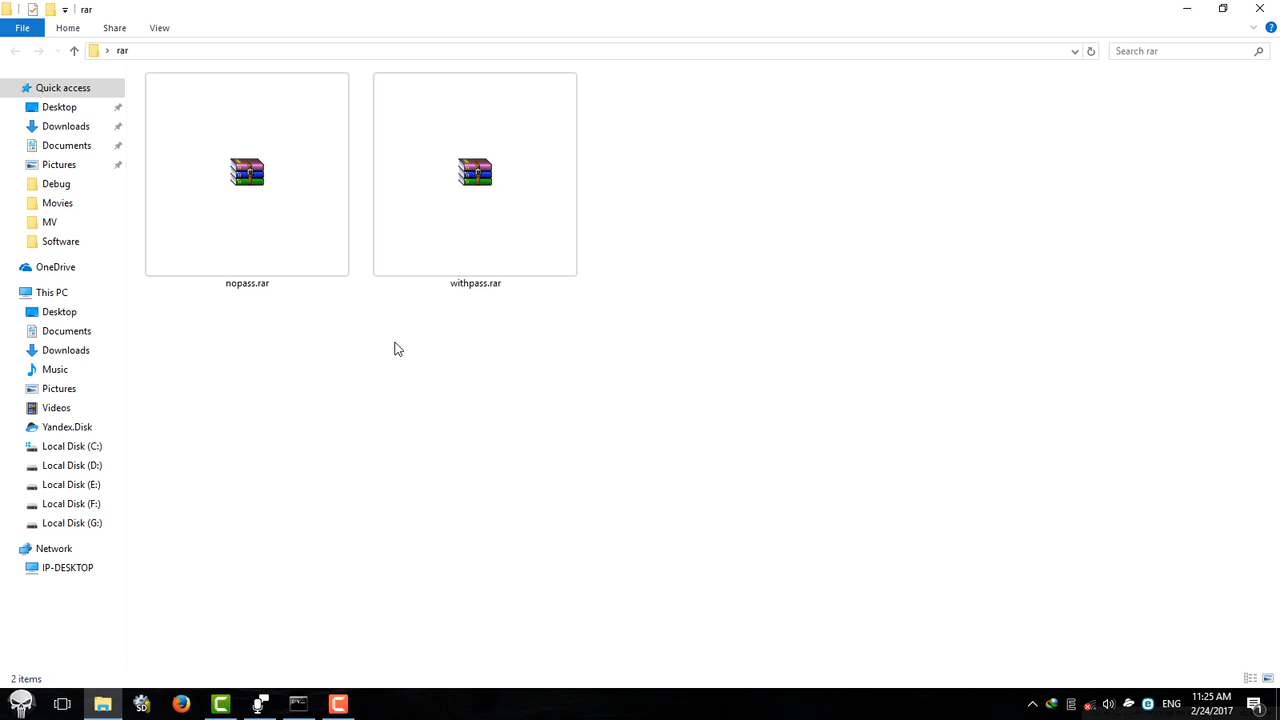 rar
File Home Share View
rar
Search rar
Quick access
Desktop
Downloads
Documents
Pictures
Debug
Movies
MV
Software
OneDrive
This PC
Desktop
Documents
Downloads
Music
Pictures
Videos
Yandex.Disk
Local Disk (C:)
Local Disk (D:)
Local Disk (E:)
Local Disk (F:)
Local Disk (G:)
Network
IP-DESKTOP
nopass.rar
withpass.rar
2 items
ENG
11:25 AM
2/24/2017